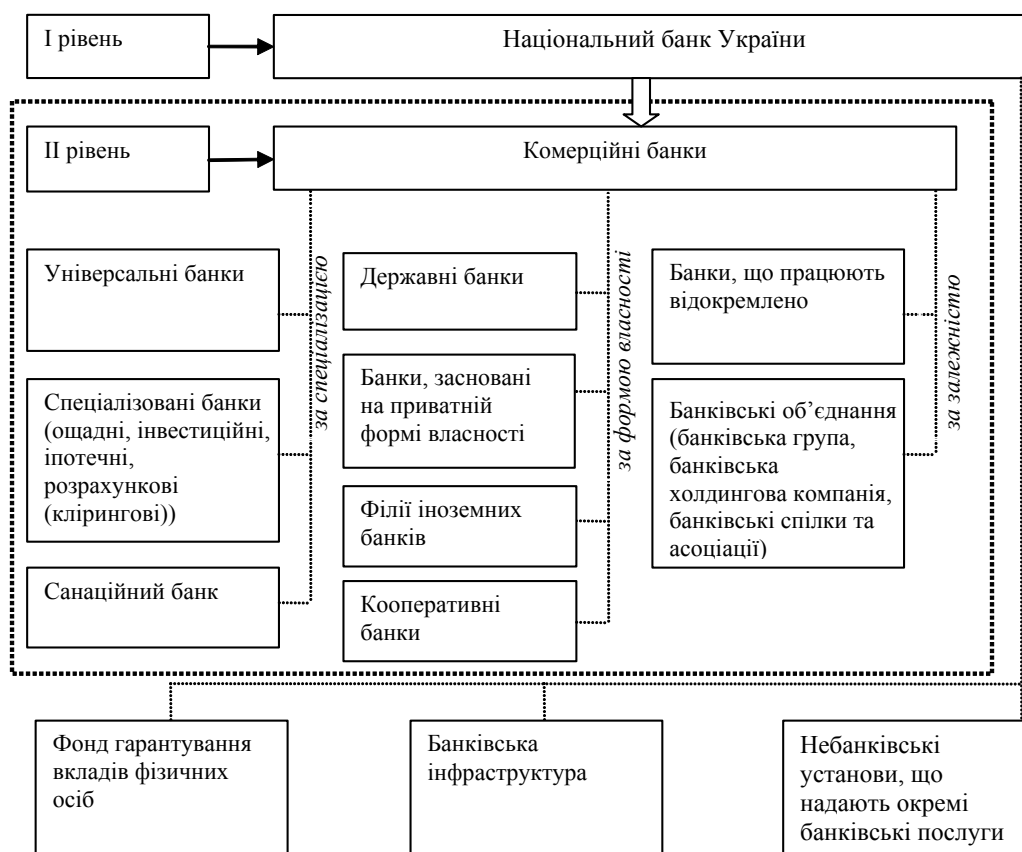 І рівень
Національний банк України
ІІ рівень
Комерційні банки
Універсальні банки
Спеціалізовані банки
(ощадні, інвестиційні,
іпотечні,
розрахункові
(клірингові))
Санаційний банк
за спеціалізацією
Державні банки
Банки, засновані
на приватній
формі власності
Філії іноземних
банків
Кооперативні
банки
за формою власності
Банки, що працюють
відокремлено
Банківські об’єднання
(банківська група,
банківська
холдингова компанія,
банківські спілки та
асоціації)
за залежністю
Фонд гарантування
вкладів фізичних
осіб
Банківська
інфраструктура
Небанківські
установи, що
надають окремі
банківські послуги